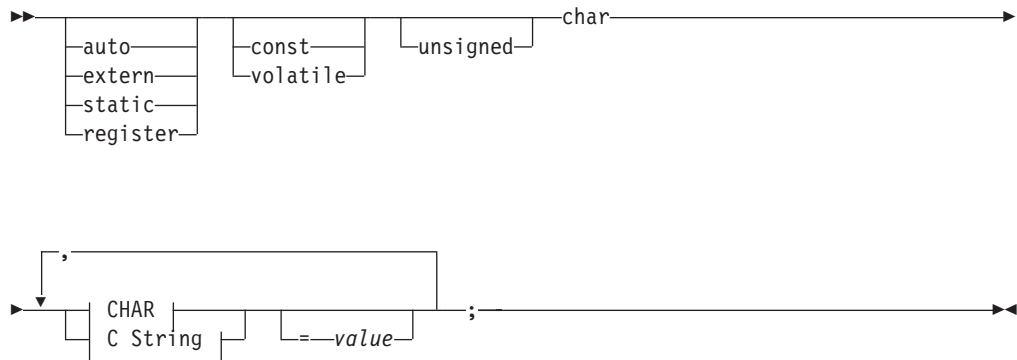 char
auto const unsigned
extern volatile
static
register
,
CHAR ;
C String = value